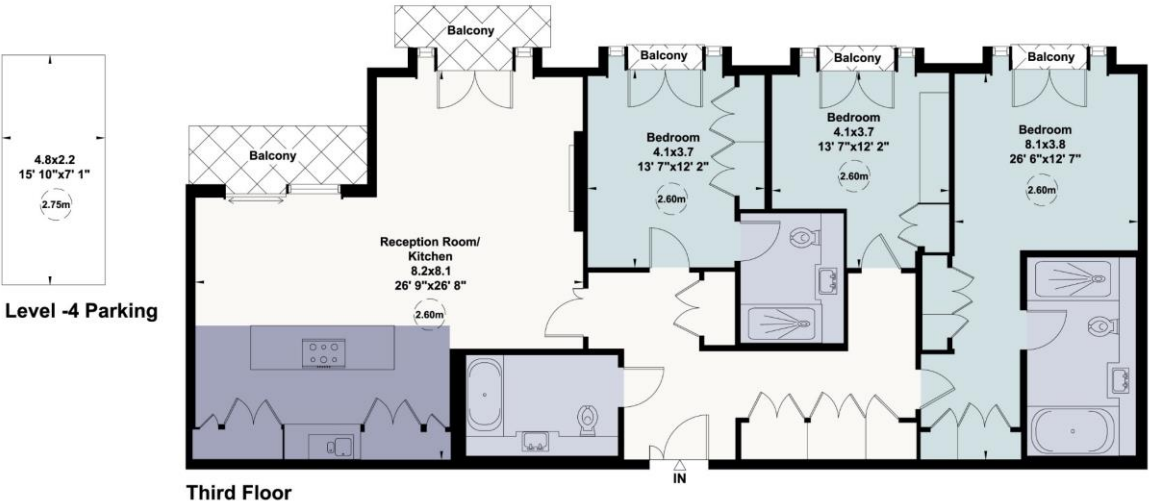 Balcony
Balcony
Balcony
Balcony
Balcony
4.8x2.2
15' 10"x7' 1"
2.75m
Level -4 Parking
Reception Room/
Kitchen
8.2x8.1
26' 9"x26' 8"
2.60m
Bedroom
4.1x3.7
13' 7"x12' 2"
2.60m
Bedroom
4.1x3.7
13' 7"x12' 2"
2.60m
Bedroom
8.1x3.8
26' 6"x12' 7"
2.60m
IN
Third Floor